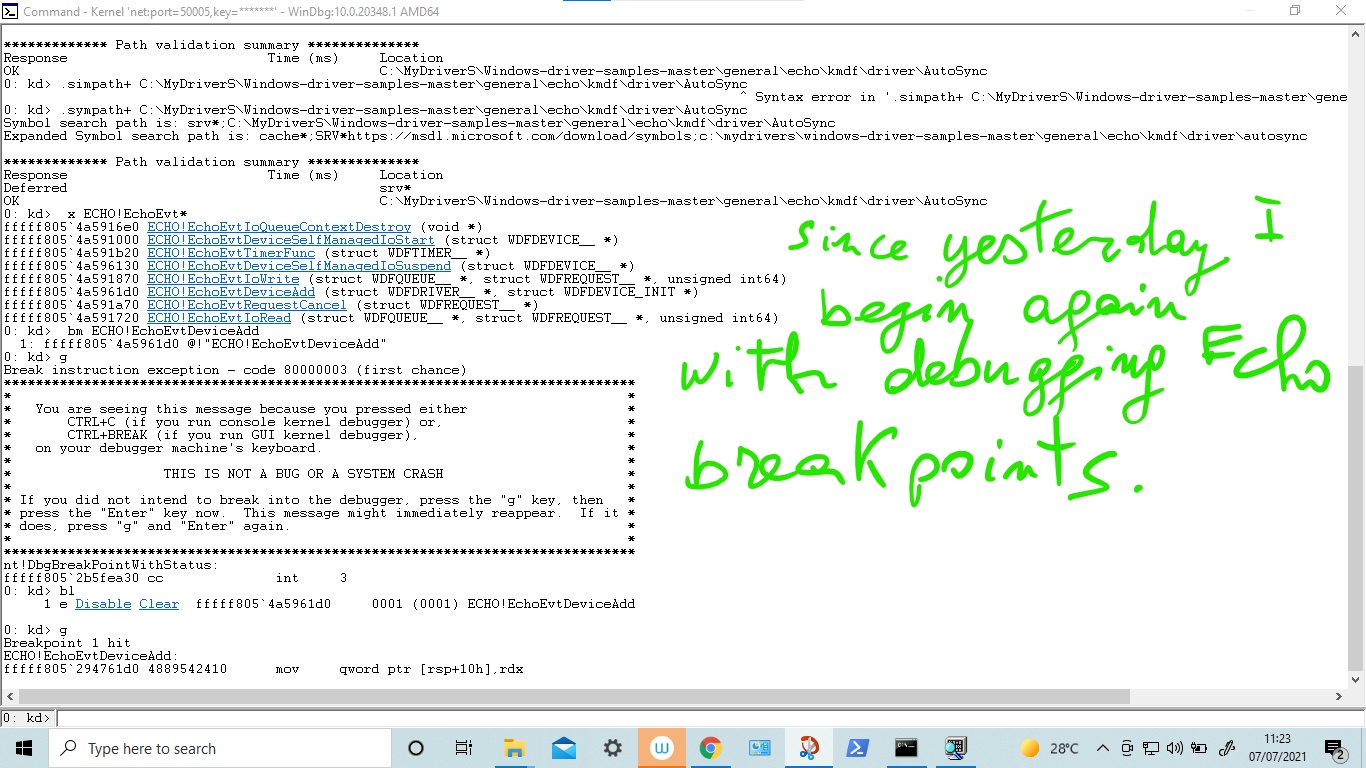 Command - Kernel 'net:port=50005,key=*******' - WinDbg:10.0.20348.1 AMD64
************* Path validation summary **************
Response Time (ms) Location
OK C:\MyDriverS\Windows-driver-samples-master\general\echo\kmdf\driver\AutoSync
0: kd> .simpath+ C:\MyDriverS\Windows-driver-samples-master\general\echo\kmdf\driver\AutoSync
^ Syntax error in '.simpath+ C:\MyDriverS\Windows-driver-samples-master\gene
0: kd> .sympath+ C:\MyDriverS\Windows-driver-samples-master\general\echo\kmdf\driver\AutoSync
Symbol search path is: srv*;C:\MyDriverS\Windows-driver-samples-master\general\echo\kmdf\driver\AutoSync
Expanded Symbol search path is: cache*;SRV*https://msdl.microsoft.com/download/symbols;c:\mydrivers\windows-driver-samples-master\general\echo\kmdf\driver\autosync
************* Path validation summary **************
Response Time (ms) Location
Deferred srv*
OK C:\MyDriverS\Windows-driver-samples-master\general\echo\kmdf\driver\AutoSync
0: kd> x ECHO!EchoEvt*
fffff805`4a5916e0 ECHO!EchoEvtIoQueueContextDestroy (void *)
fffff805`4a591000 ECHO!EchoEvtDeviceSelfManagedIoStart (struct WDFDEVICE__ *)
fffff805`4a591b20 ECHO!EchoEvtTimerFunc (struct WDFTIMER__ *)
fffff805`4a596130 ECHO!EchoEvtDeviceSelfManagedIoSuspend (struct WDFDEVICE__ *)
fffff805`4a591870 ECHO!EchoEvtIoWrite (struct WDFQUEUE__ *, struct WDFREQUEST__ *, unsigned int64)
fffff805`4a5961d0 ECHO!EchoEvtDeviceAdd (struct WDFDRIVER__ *, struct WDFDEVICE_INIT *)
fffff805`4a591a70 ECHO!EchoEvtRequestCancel (struct WDFREQUEST__ *)
fffff805`4a591720 ECHO!EchoEvtIoRead (struct WDFQUEUE__ *, struct WDFREQUEST__ *, unsigned int64)
0: kd> bm ECHO!EchoEvtDeviceAdd
1: fffff805`4a5961d0 @!"ECHO!EchoEvtDeviceAdd"
0: kd> g
Break instruction exception - code 80000003 (first chance)
*******************************************************************************
* *
* You are seeing this message because you pressed either *
* CTRL+C (if you run console kernel debugger) or, *
* CTRL+BREAK (if you run GUI kernel debugger), *
* on your debugger machine's keyboard. *
* *
* THIS IS NOT A BUG OR A SYSTEM CRASH *
* *
* If you did not intend to break into the debugger, press the "g" key, then *
* press the "Enter" key now. This message might immediately reappear. If it *
* does, press "g" and "Enter" again. *
* *
*******************************************************************************
nt!DbgBreakPointWithStatus:
fffff805`2b5fea30 cc int 3
0: kd> bl
1 e Disable Clear fffff805`4a5961d0 0001 (0001) ECHO!EchoEvtDeviceAdd
0: kd> g
Breakpoint 1 hit
ECHO!EchoEvtDeviceAdd:
fffff805`294761d0 4889542410 mov qword ptr [rsp+10h],rdx
since yesterday I
begin again
with debugging Echo
breakpoints.
0: kd>
Type here to search
28°C
11:23
07/07/2021
2